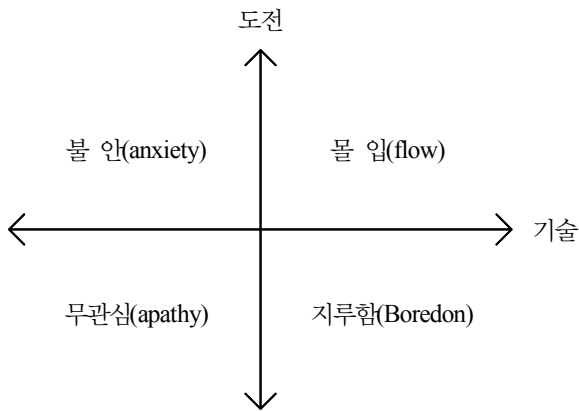 도전
불 안(anxiety)
몰 입(flow)
기술
무관심(apathy)
지루함(Boredon)